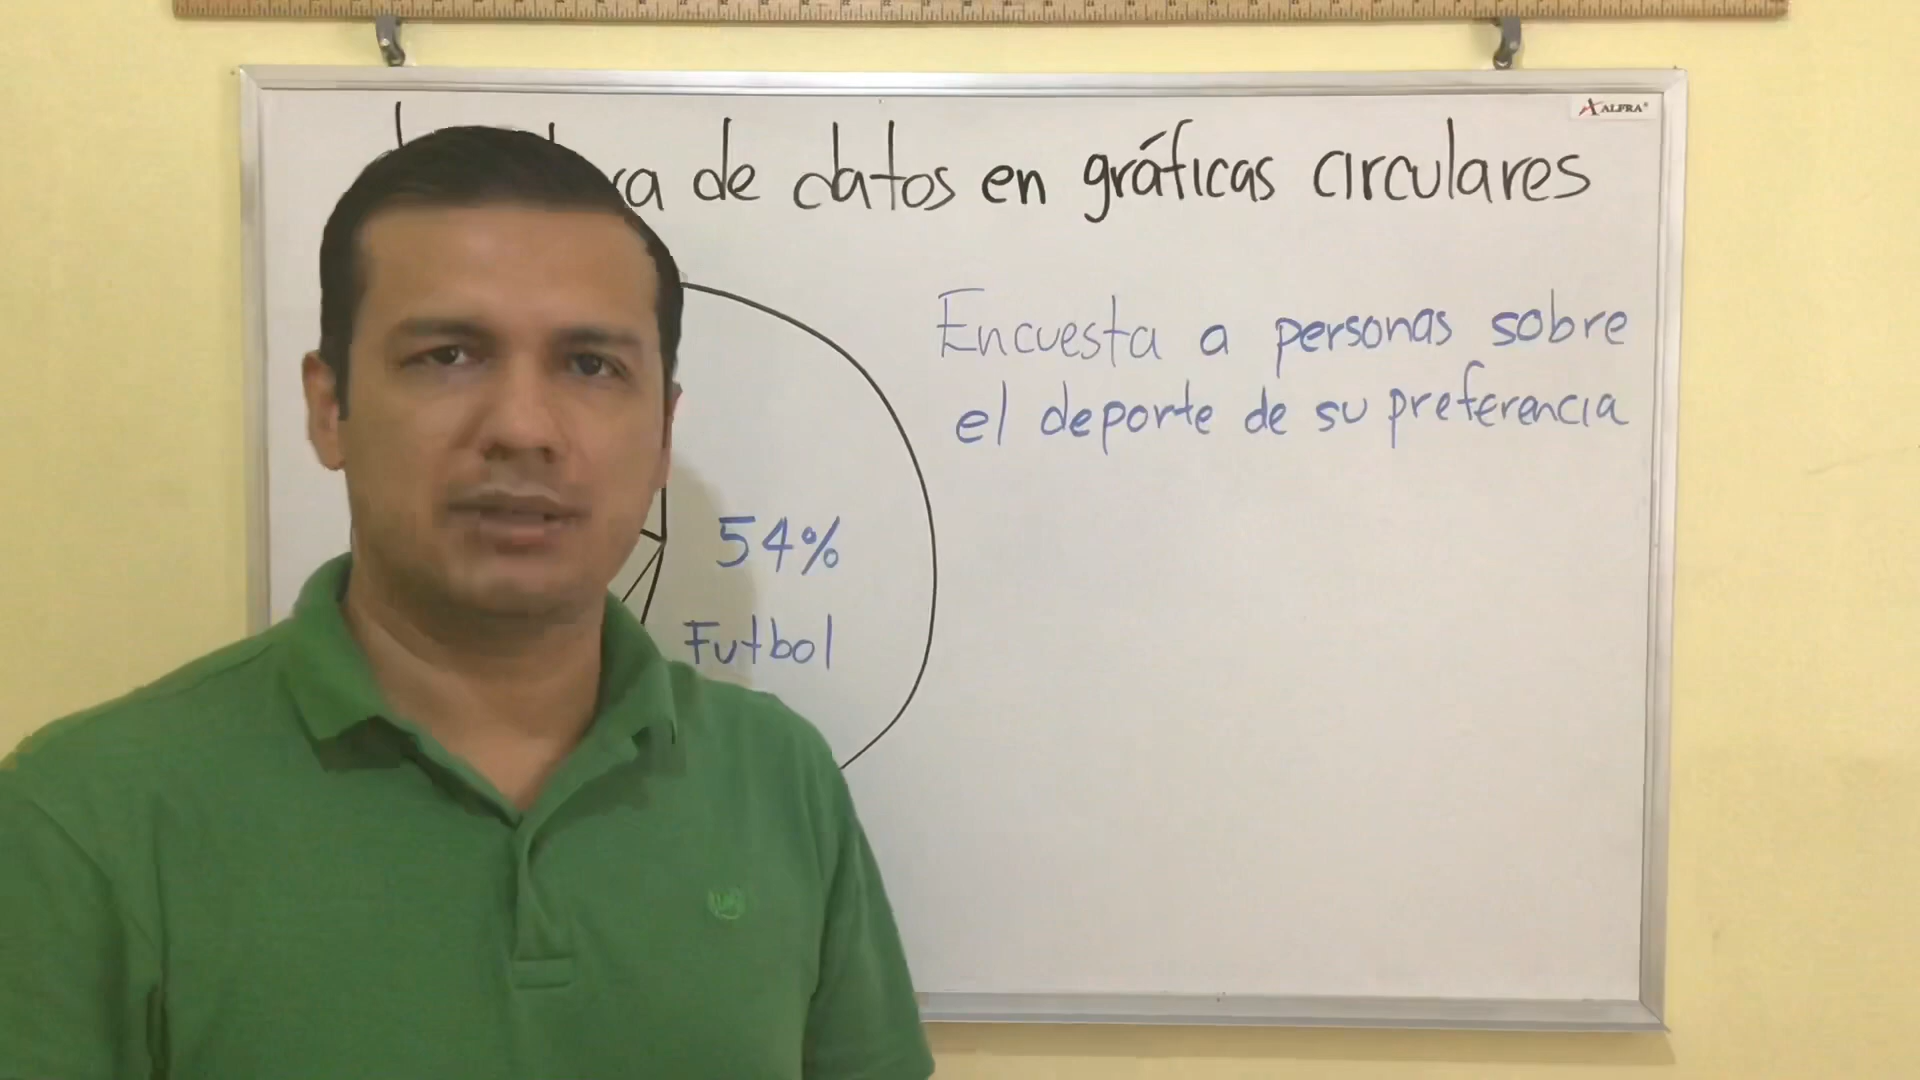 de datos en gráficas circulares
Encuesta a personas sobre
el deporte de su preferencia
54%
Futbol
ALFRA